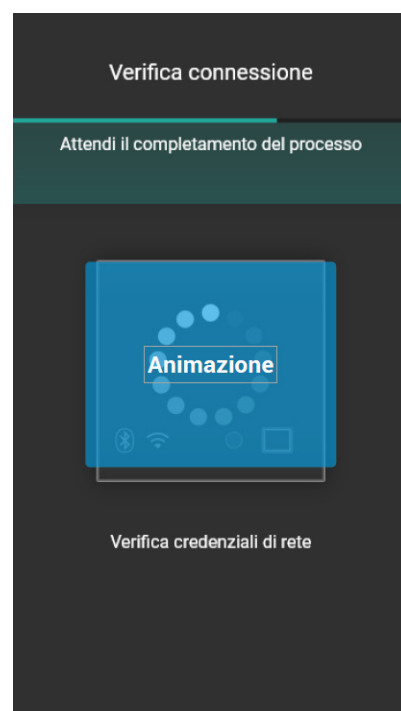 Verifica connessione
Attendi il completamento del processo
Animazione
Verifica credenziali di rete